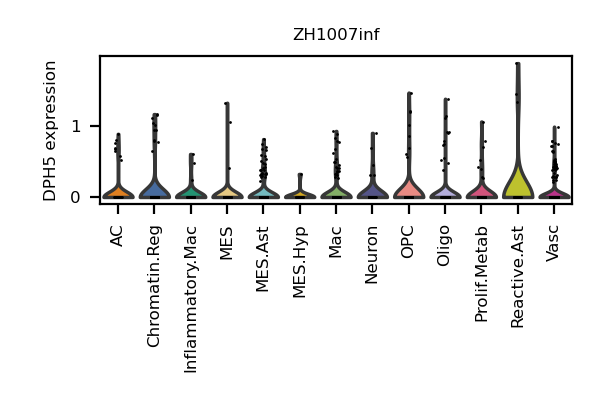 ZH1007inf
DPH5 expression
1
0
AC
Chromatin.Reg
Inflammatory.Mac
MES
MES.Ast
MES.Hyp
Mac
Neuron
OPC
Oligo
Prolif.Metab
Reactive.Ast
Vasc